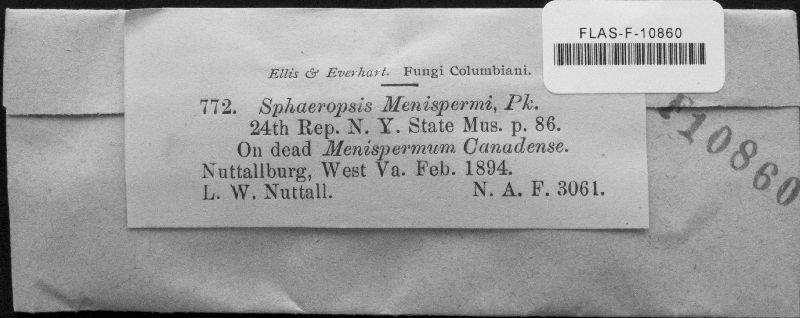 FLAS-F-10860
Ellis & Everhart. Fungi Columbiani.
772. Sphaeropsis Menispermi, Pk.
24th Rep. N. Y. State Mus. p. 86.
On dead Menispermum Canadense.
Nuttallburg, West Va. Feb. 1894.
L. W. Nuttall. N. A. F. 3061.
F10860